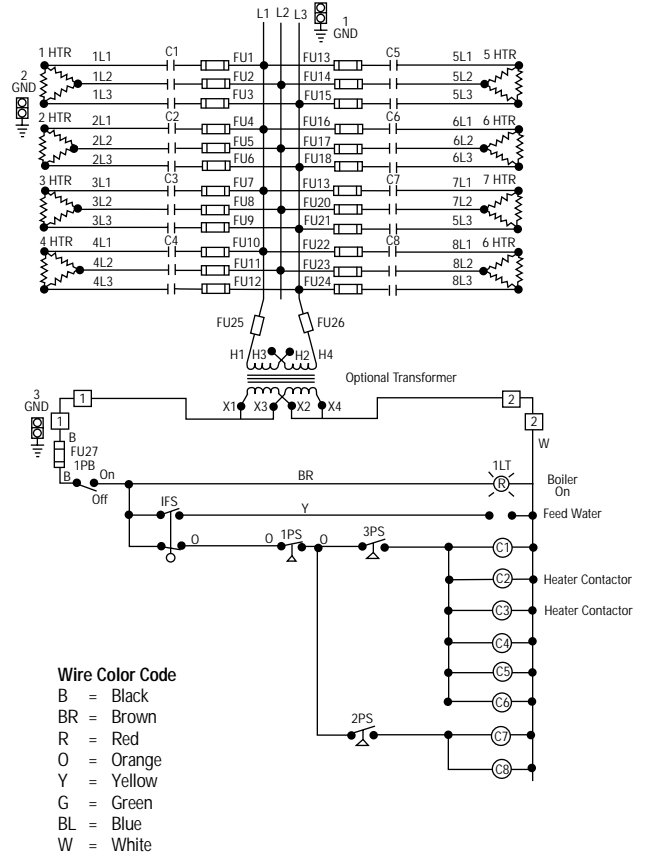 L1 L2 L3 1 GND
1 HTR 1L1 C1 FU1 FU13 C5 5L1 5 HTR
1L2 FU2 FU14 5L2
2 GND
1L3 FU3 FU15 5L3
2 HTR 2L1 C2 FU4 FU16 C6 6L1 6 HTR
2L2 FU5 FU17 6L2
2L3 FU6 FU18 6L3
3 HTR 3L1 C3 FU7 FU13 C7 7L1 7 HTR
3L2 FU8 FU20 7L2
3L3 FU9 FU21 5L3
4 HTR 4L1 C4 FU10 FU22 C8 8L1 6 HTR
4L2 FU11 FU23 8L2
4L3 FU12 FU24 8L3
FU25 FU26
H1 H3 H2 H4
Optional Transformer
3 GND
1 2
X1 X3 X2 X4
1 2
B W
FU27
1PB
B On BR 1LT R Boiler On
Off
IFS Y Feed Water
O O 1PS O 3PS C1
C2 Heater Contactor
C3 Heater Contactor
C4
C5
C6
2PS C7
C8
Wire Color Code
B = Black
BR = Brown
R = Red
O = Orange
Y = Yellow
G = Green
BL = Blue
W = White